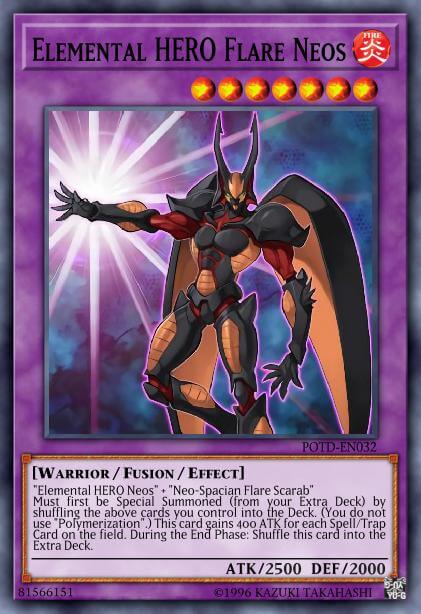 Elemental HERO Flare Neos
FIRE
炎
POTD-EN032
[Warrior / Fusion / Effect]
"Elemental HERO Neos" + "Neo-Spacian Flare Scarab"
Must first be Special Summoned (from your Extra Deck) by
shuffling the above cards you control into the Deck. (You do not
use "Polymerization".) This card gains 400 ATK for each Spell/Trap
Card on the field. During the End Phase: Shuffle this card into the
Extra Deck.
ATK/2500 DEF/2000
81566151
©1996 KAZUKI TAKAHASHI